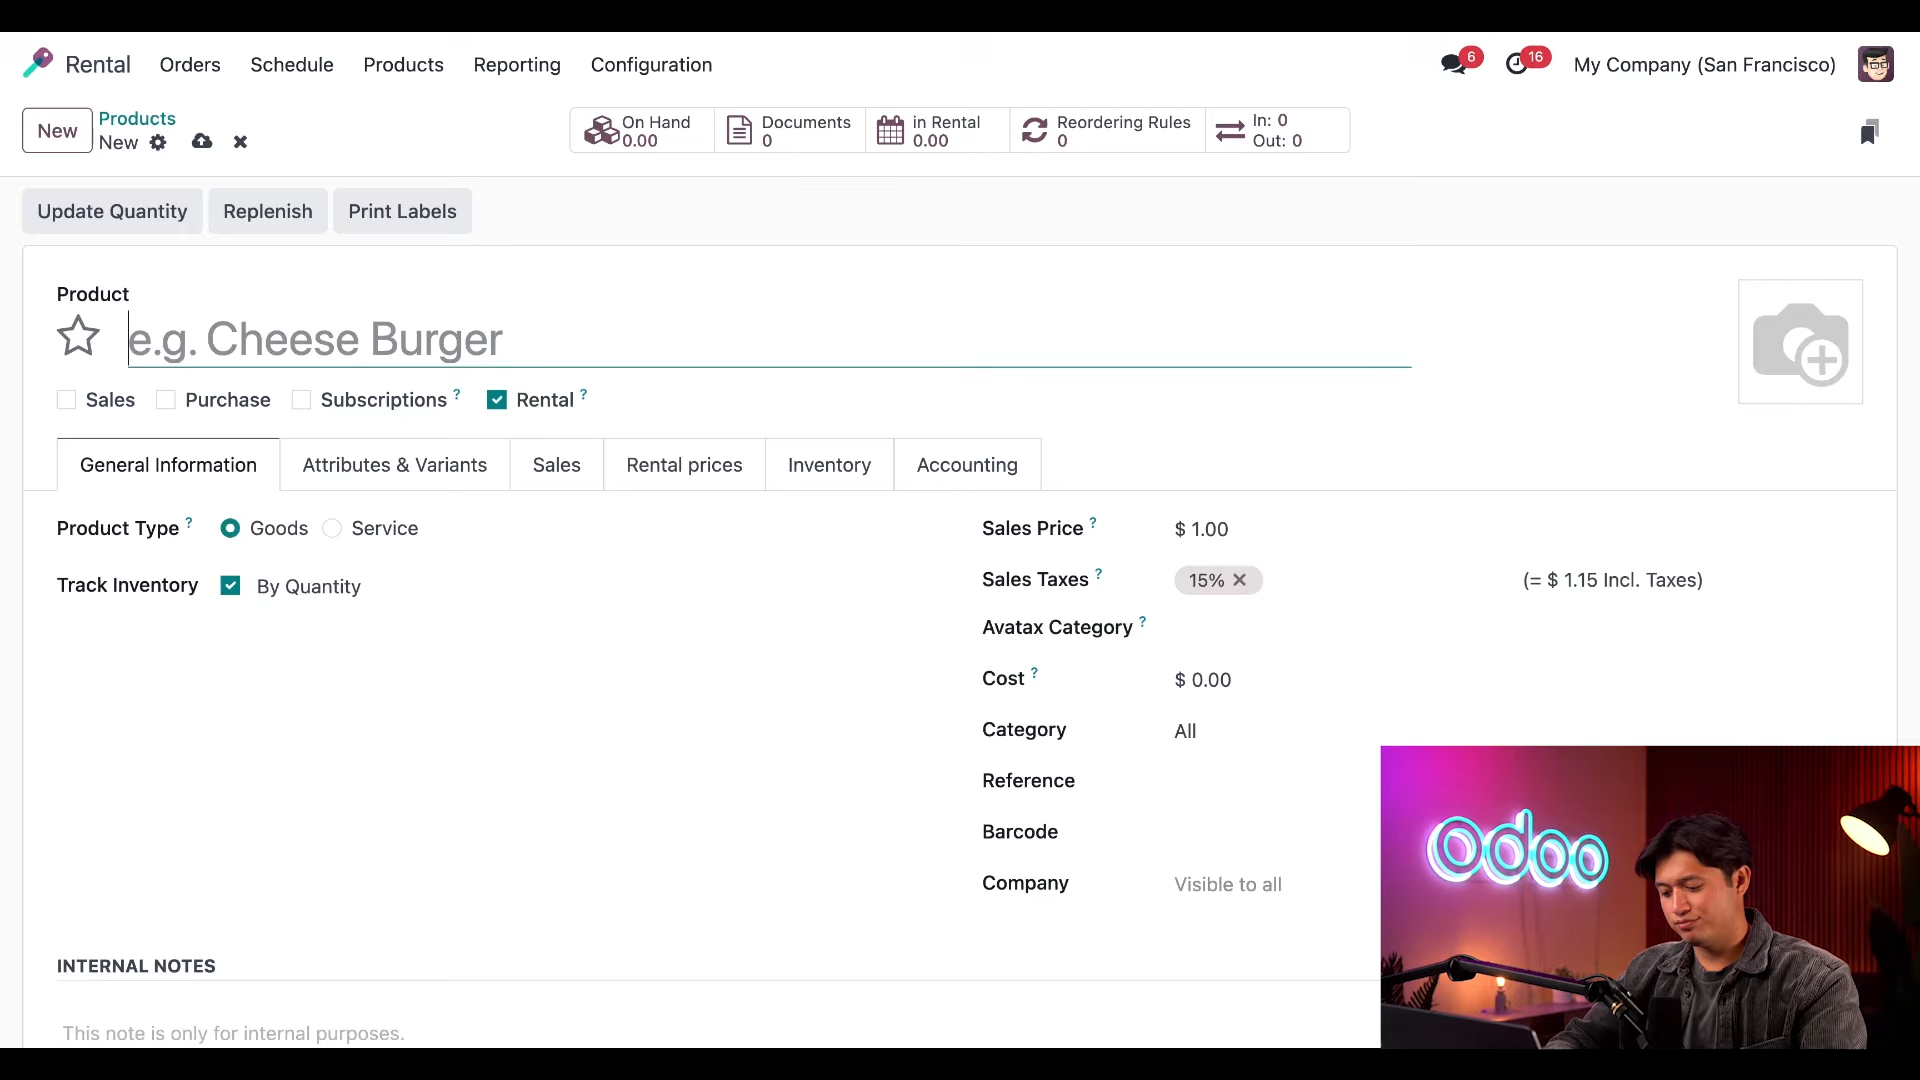 Rental Orders Schedule Products Reporting Configuration 6 16 My Company (San Francisco)
New Products
New
On Hand 0.00
Documents 0
in Rental 0.00
Reordering Rules 0
In: 0
Out: 0
Update Quantity Replenish Print Labels
Product
e.g. Cheese Burger
Sales Purchase Subscriptions ? Rental ?
General Information Attributes & Variants Sales Rental prices Inventory Accounting
Product Type ? Goods Service
Track Inventory By Quantity
Sales Price ? $ 1.00
Sales Taxes ? 15% (= $ 1.15 Incl. Taxes)
Avatax Category ?
Cost ? $ 0.00
Category All
Reference
Barcode
Company Visible to all
INTERNAL NOTES
This note is only for internal purposes.
odoo